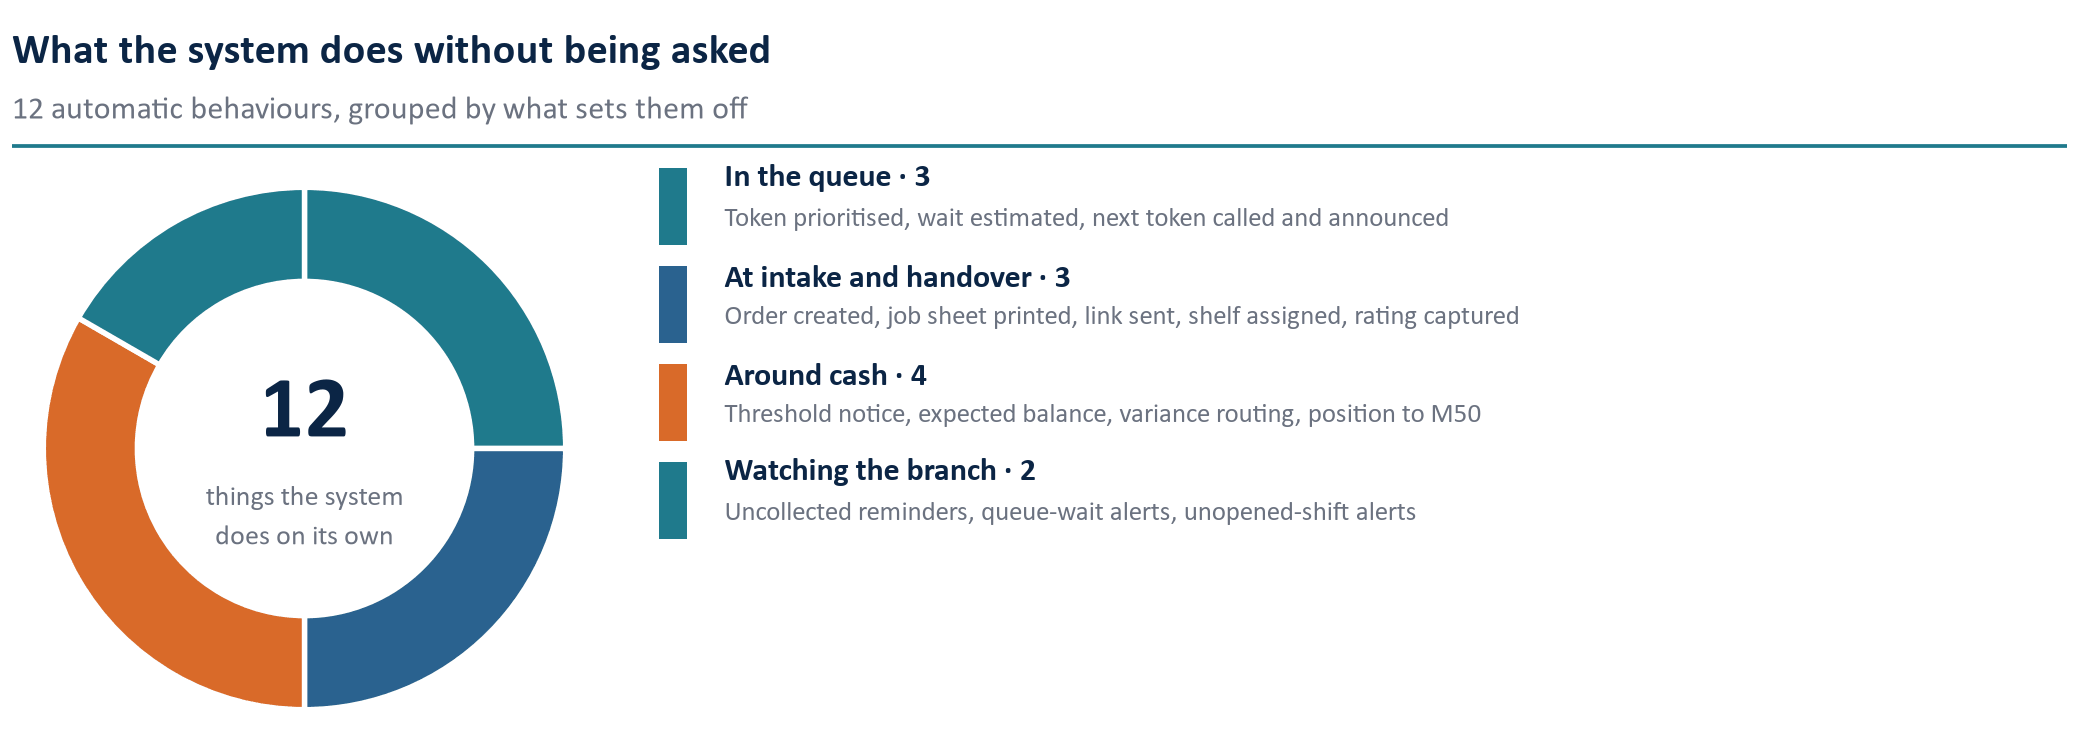 What the system does without being asked
12 automatic behaviours, grouped by what sets them off
12
things the system
does on its own
In the queue · 3
Token prioritised, wait estimated, next token called and announced
At intake and handover · 3
Order created, job sheet printed, link sent, shelf assigned, rating captured
Around cash · 4
Threshold notice, expected balance, variance routing, position to M50
Watching the branch · 2
Uncollected reminders, queue-wait alerts, unopened-shift alerts